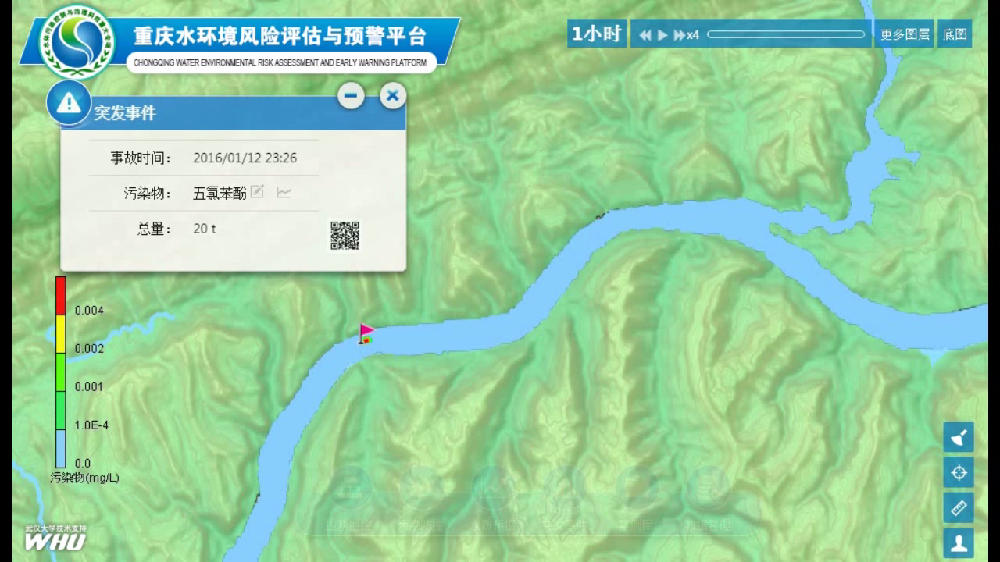 重庆水环境风险评估与预警平台
CHONGQING WATER ENVIRONMENTAL RISK ASSESSMENT AND EARLY WARNING PLATFORM
1小时
x4
更多图层
底图
突发事件
事故时间： 2016/01/12 23:26
污染物： 五氯苯酚
总量： 20 t
0.004
0.002
0.001
1.0E-4
0.0
污染物(mg/L)
武汉大学技术支持
WHU